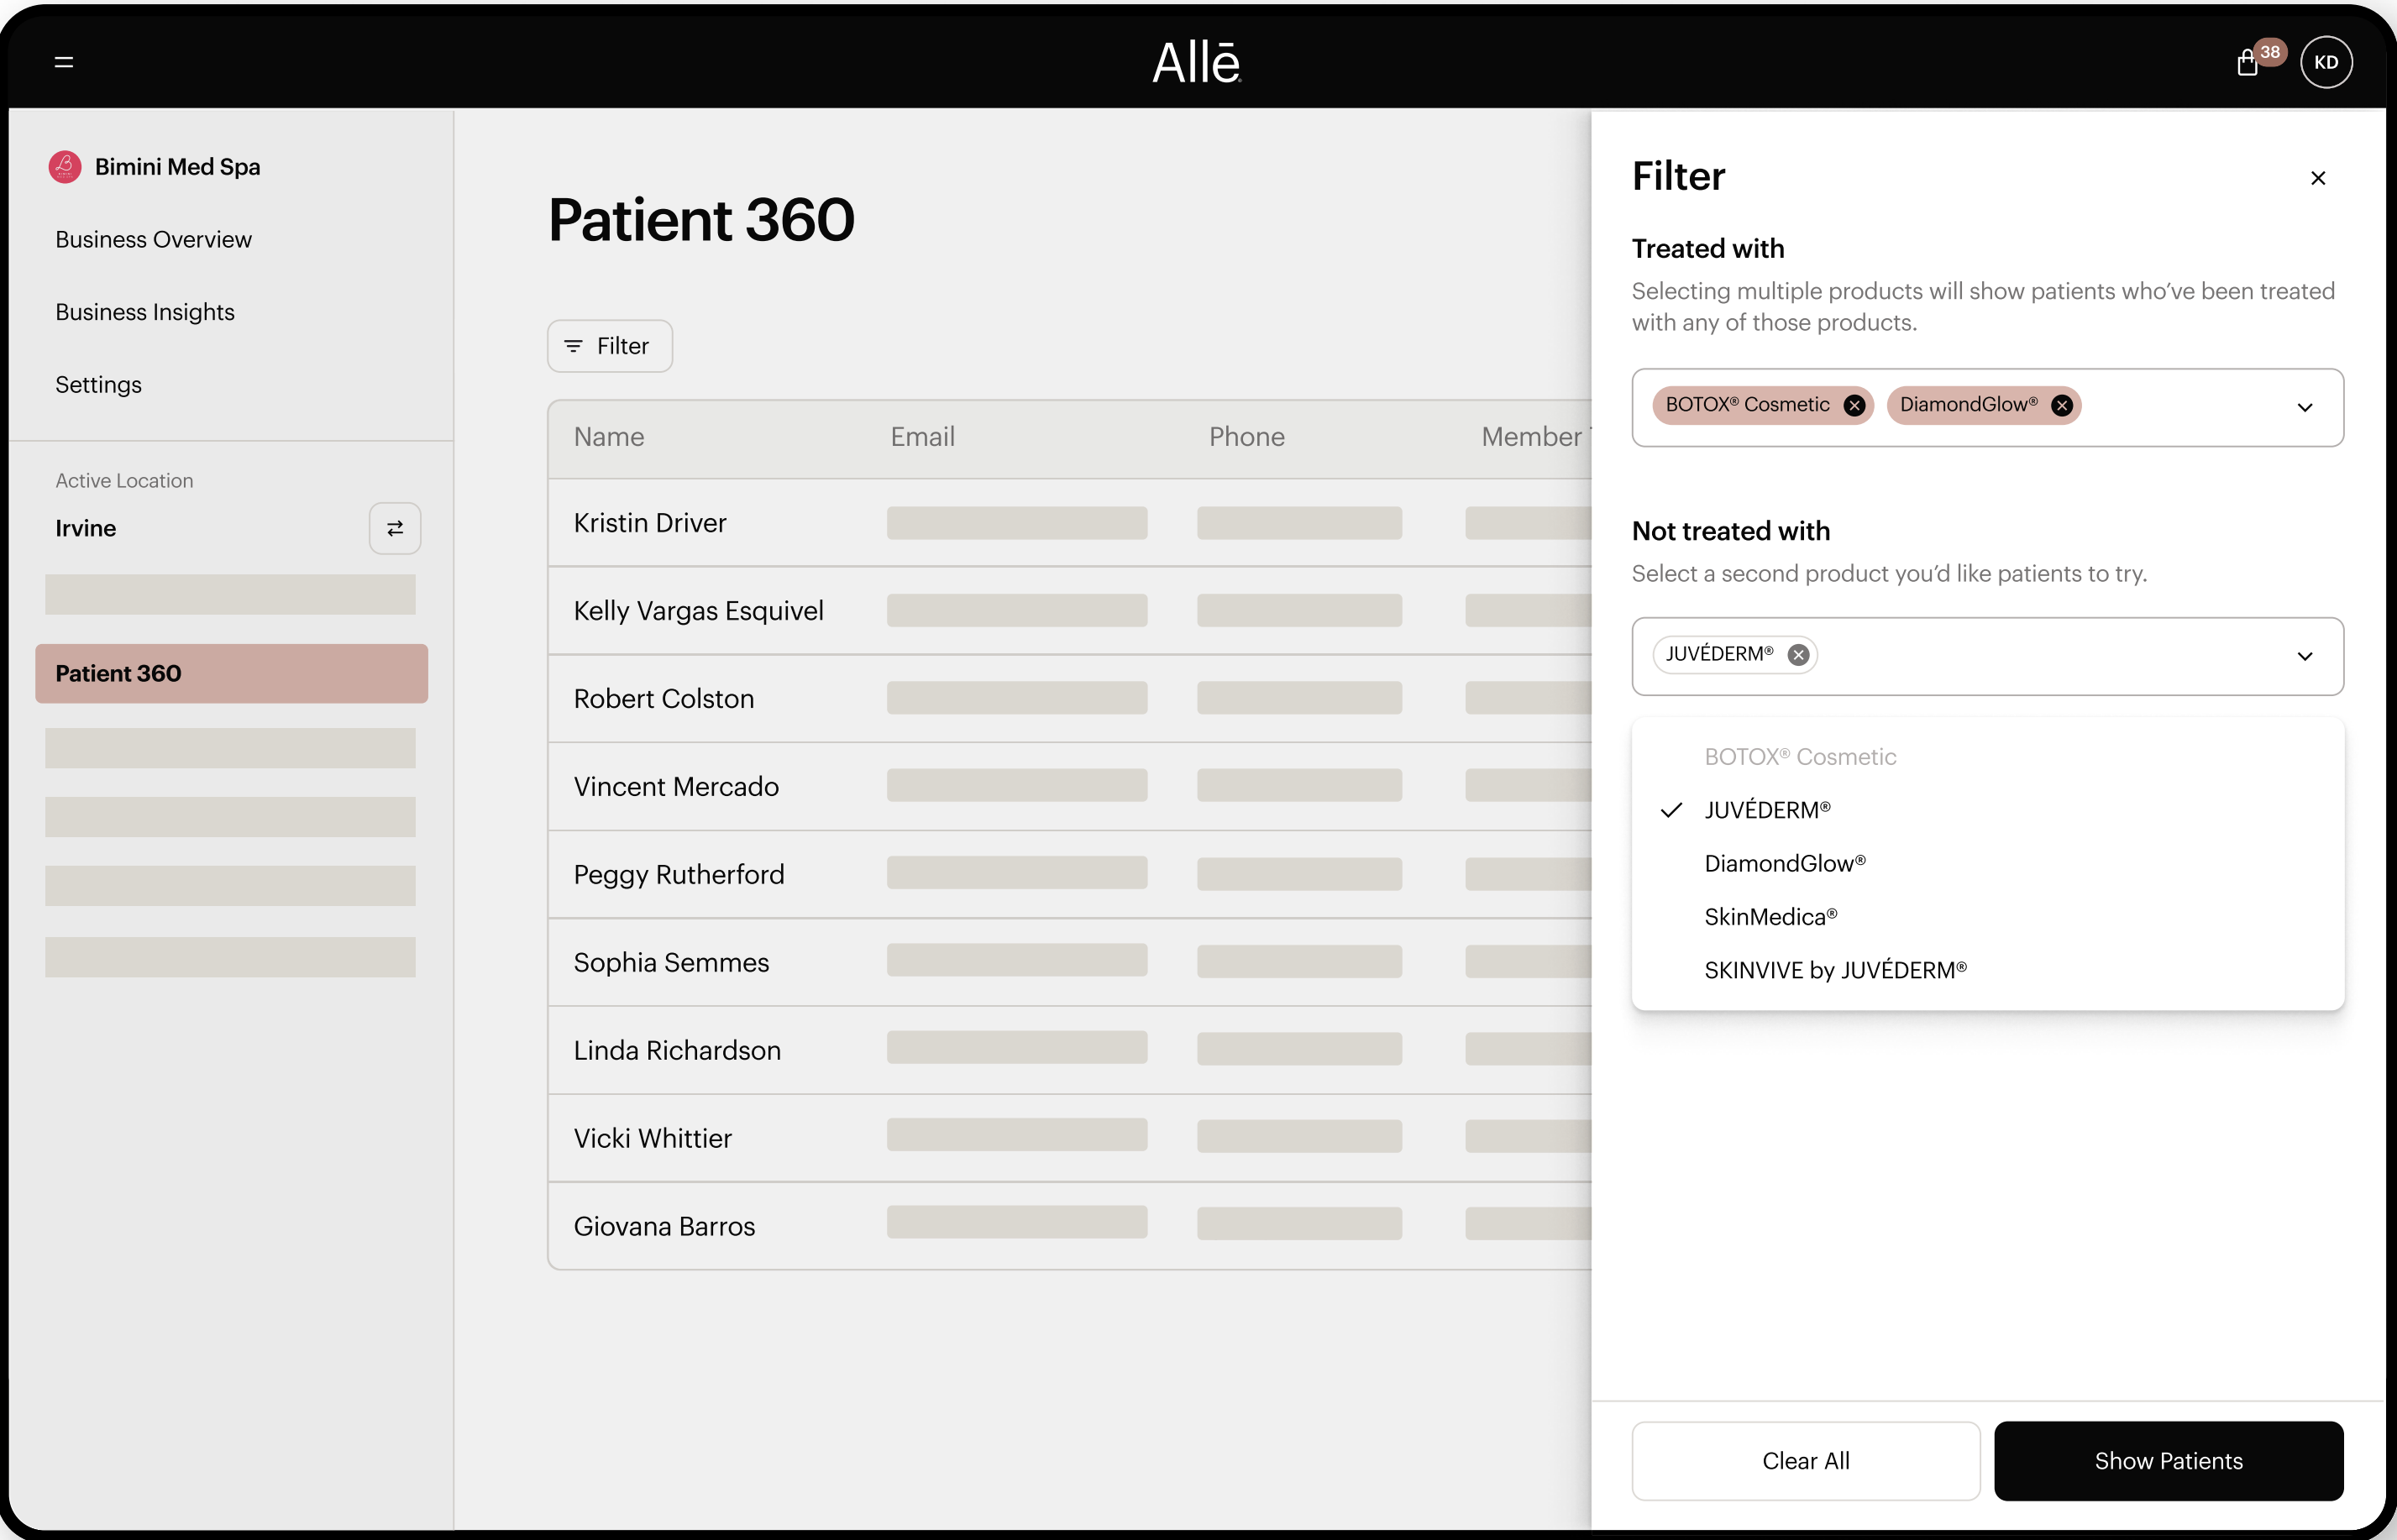 Allē
38
KD
Bimini Med Spa
Business Overview
Business Insights
Settings
Active Location
Irvine
Patient 360
Patient 360
Filter
Name Email Phone Member
Kristin Driver
Kelly Vargas Esquivel
Robert Colston
Vincent Mercado
Peggy Rutherford
Sophia Semmes
Linda Richardson
Vicki Whittier
Giovana Barros
Filter
Treated with
Selecting multiple products will show patients who’ve been treated
with any of those products.
BOTOX® Cosmetic DiamondGlow®
Not treated with
Select a second product you’d like patients to try.
JUVÉDERM®
BOTOX® Cosmetic
JUVÉDERM®
DiamondGlow®
SkinMedica®
SKINVIVE by JUVÉDERM®
Clear All Show Patients